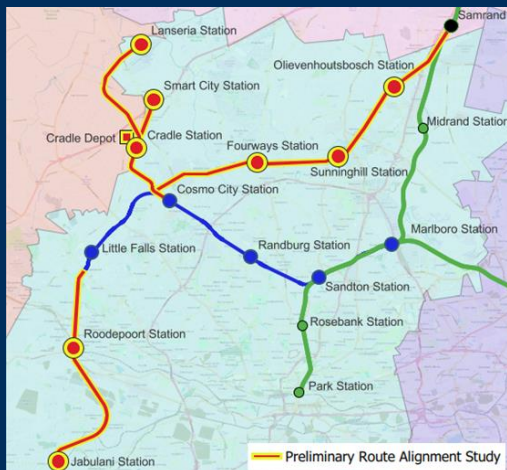 Samrand
Lanseria Station
Olievenhoutsbosch Station
Smart City Station
Midrand Station
Cradle Depot
Cradle Station
Fourways Station
Sunninghill Station
Cosmo City Station
Marlboro Station
Little Falls Station
Randburg Station
Sandton Station
Rosebank Station
Roodepoort Station
Park Station
Jabulani Station
Preliminary Route Alignment Study